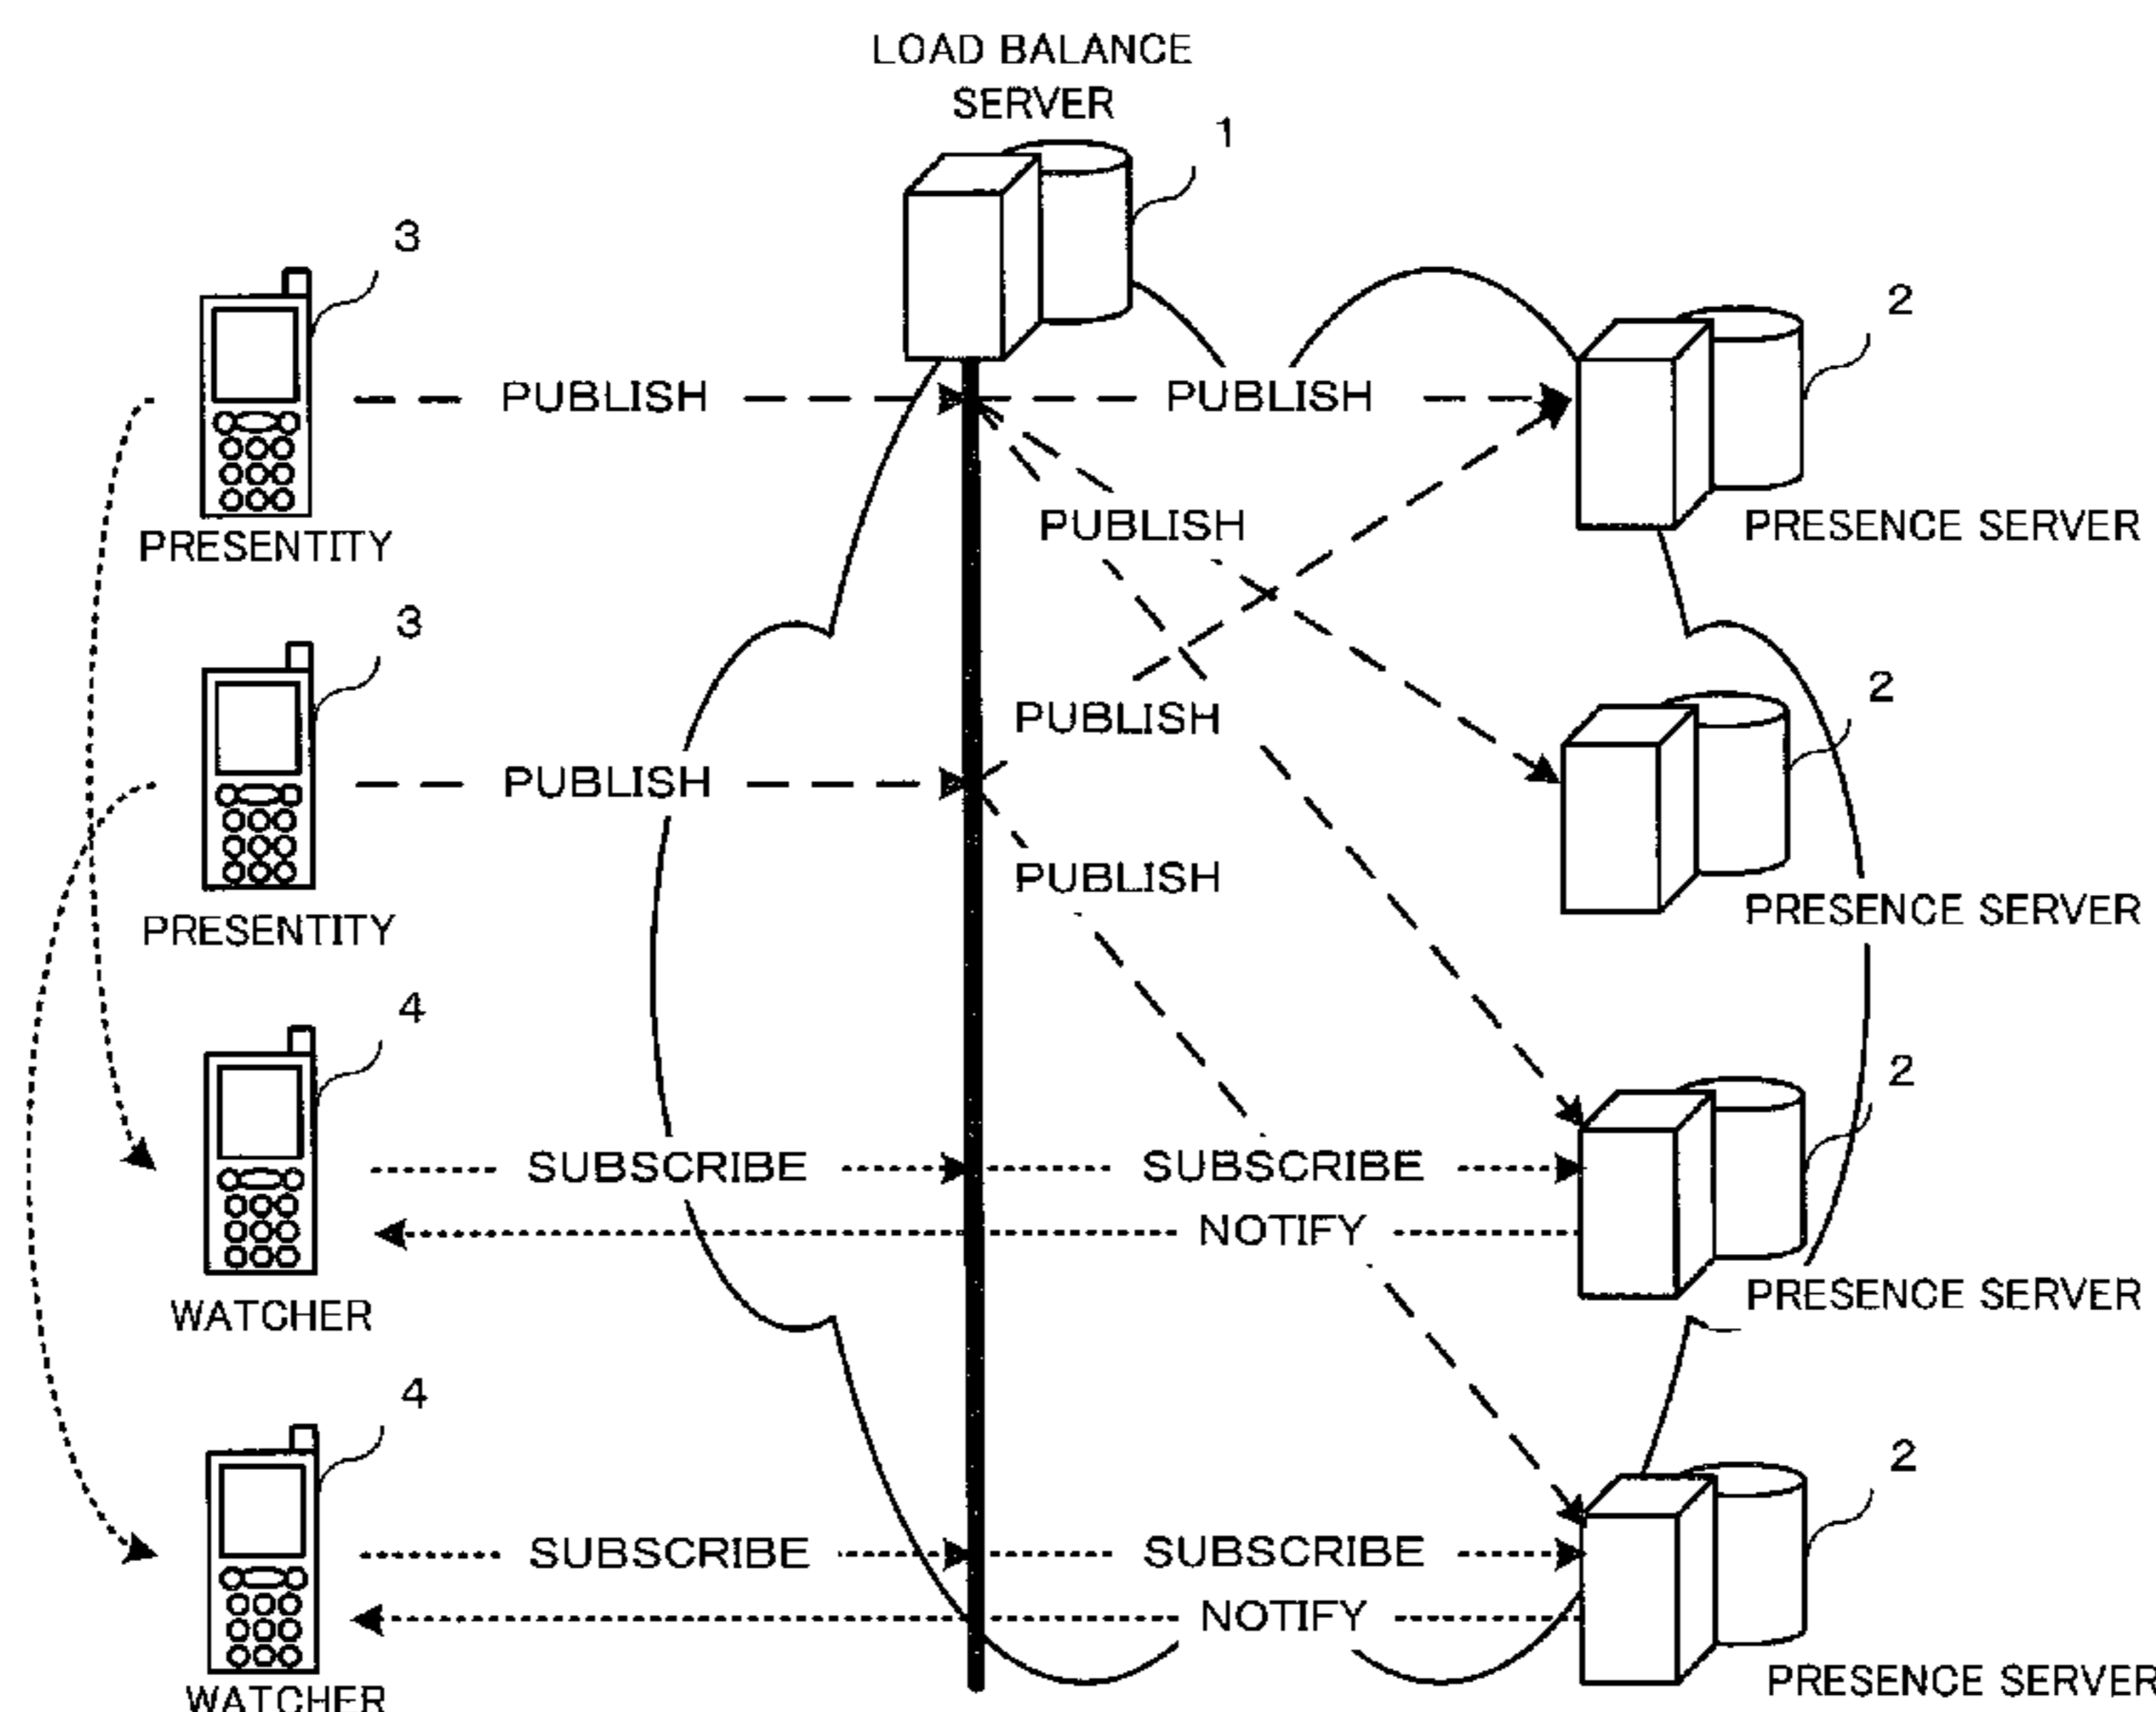 LOAD BALANCE
SERVER
1
3
2
PUBLISH
PUBLISH
PRESENTITY
PUBLISH
PRESENCE SERVER
3
2
PUBLISH
PUBLISH
PUBLISH
PRESENTITY
PRESENCE SERVER
4
2
SUBSCRIBE
SUBSCRIBE
NOTIFY
WATCHER
PRESENCE SERVER
4
2
SUBSCRIBE
SUBSCRIBE
NOTIFY
WATCHER
PRESENCE SERVER